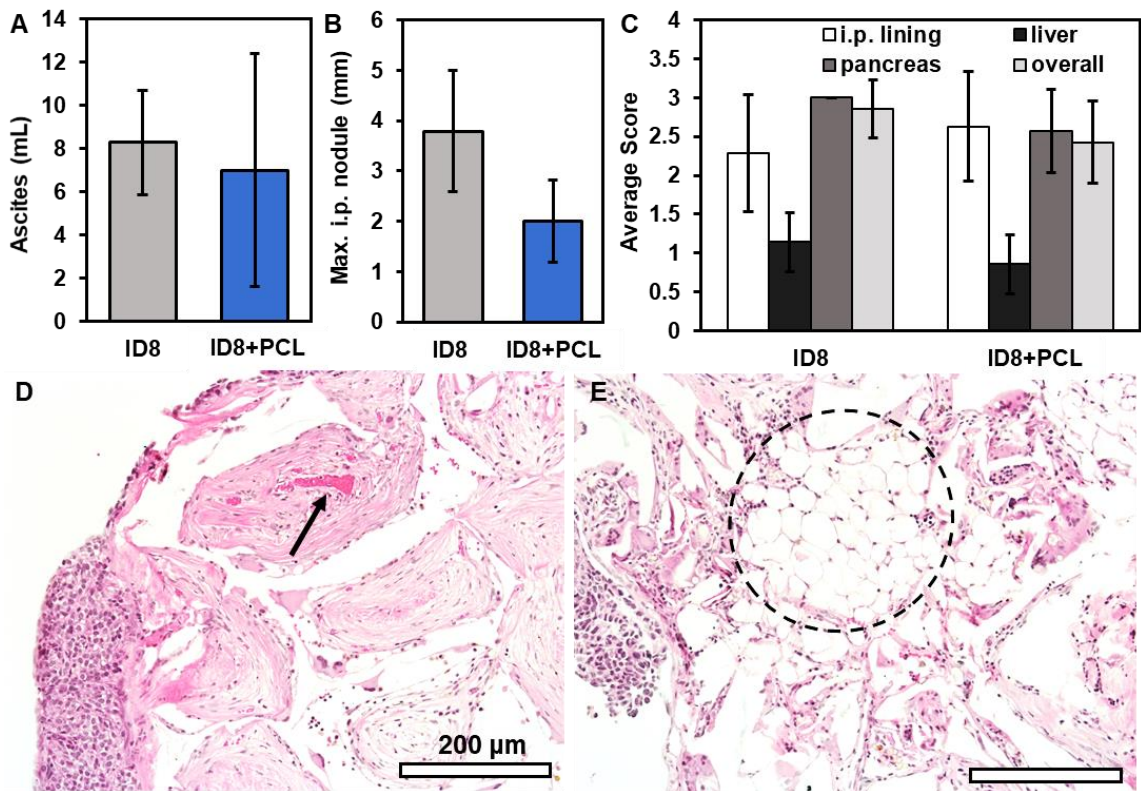 A
Ascites (mL)
14
12
10
8
6
4
2
0
ID8 ID8+PCL
B
Max. i.p. nodule (mm)
6
5
4
3
2
1
0
ID8 ID8+PCL
C
Average Score
4
3.5
3
2.5
2
1.5
1
0.5
0
i.p. lining liver
pancreas overall
ID8 ID8+PCL
D
200 µm
E